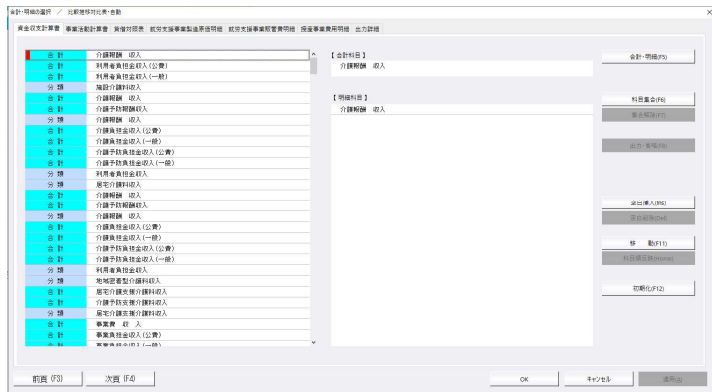 合計・明細の選択 ／ 比較推移対比表・自動
資金収支計算書 事業活動計算書 貸借対照表 就労支援事業製造原価明細 就労支援事業販管費明細 授産事業費用明細 出力詳細
合 計 介護報酬 収入
合 計 利用者負担金収入(公費)
合 計 利用者負担金収入(一般)
分 類 施設介護料収入
合 計 介護報酬 収入
合 計 介護予防報酬収入
分 類 介護報酬 収入
合 計 介護負担金収入(公費)
合 計 介護負担金収入(一般)
合 計 介護予防負担金収入(公費)
合 計 介護予防負担金収入(一般)
分 類 利用者負担金収入
分 類 居宅介護料収入
合 計 介護報酬 収入
合 計 介護予防報酬収入
分 類 介護報酬 収入
合 計 介護負担金収入(公費)
合 計 介護負担金収入(一般)
合 計 介護予防負担金収入(公費)
合 計 介護予防負担金収入(一般)
分 類 利用者負担金収入
分 類 地域密着型介護料収入
合 計 居宅介護支援介護料収入
合 計 介護予防支援介護料収入
分 類 居宅介護支援介護料収入
合 計 事業費 収 入
合 計 事業負担金収入(公費)
合 計 事業負担金収入(一般)
【合計科目】
介護報酬 収入
【明細科目】
介護報酬 収入
合計・明細(F5)
科目集合(F6)
集合解除(F7)
空白挿入(INS)
空白削除(Del)
移 動(F11)
科目順反映(Home)
初期化(F12)
前頁 (F3)
次頁 (F4)
OK
キャンセル
適用(A)